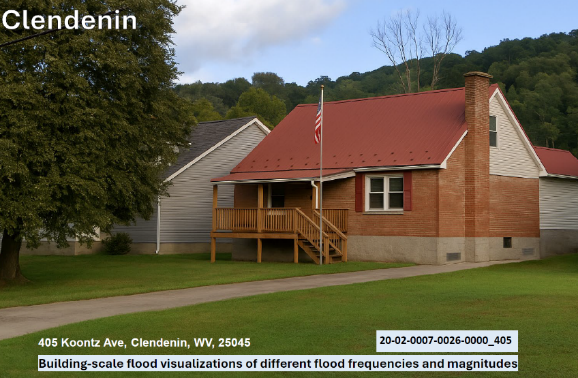 Clendenin
405 Koontz Ave, Clendenin, WV, 25045
20-02-0007-0026-0000_405
Building-scale flood visualizations of different flood frequencies and magnitudes